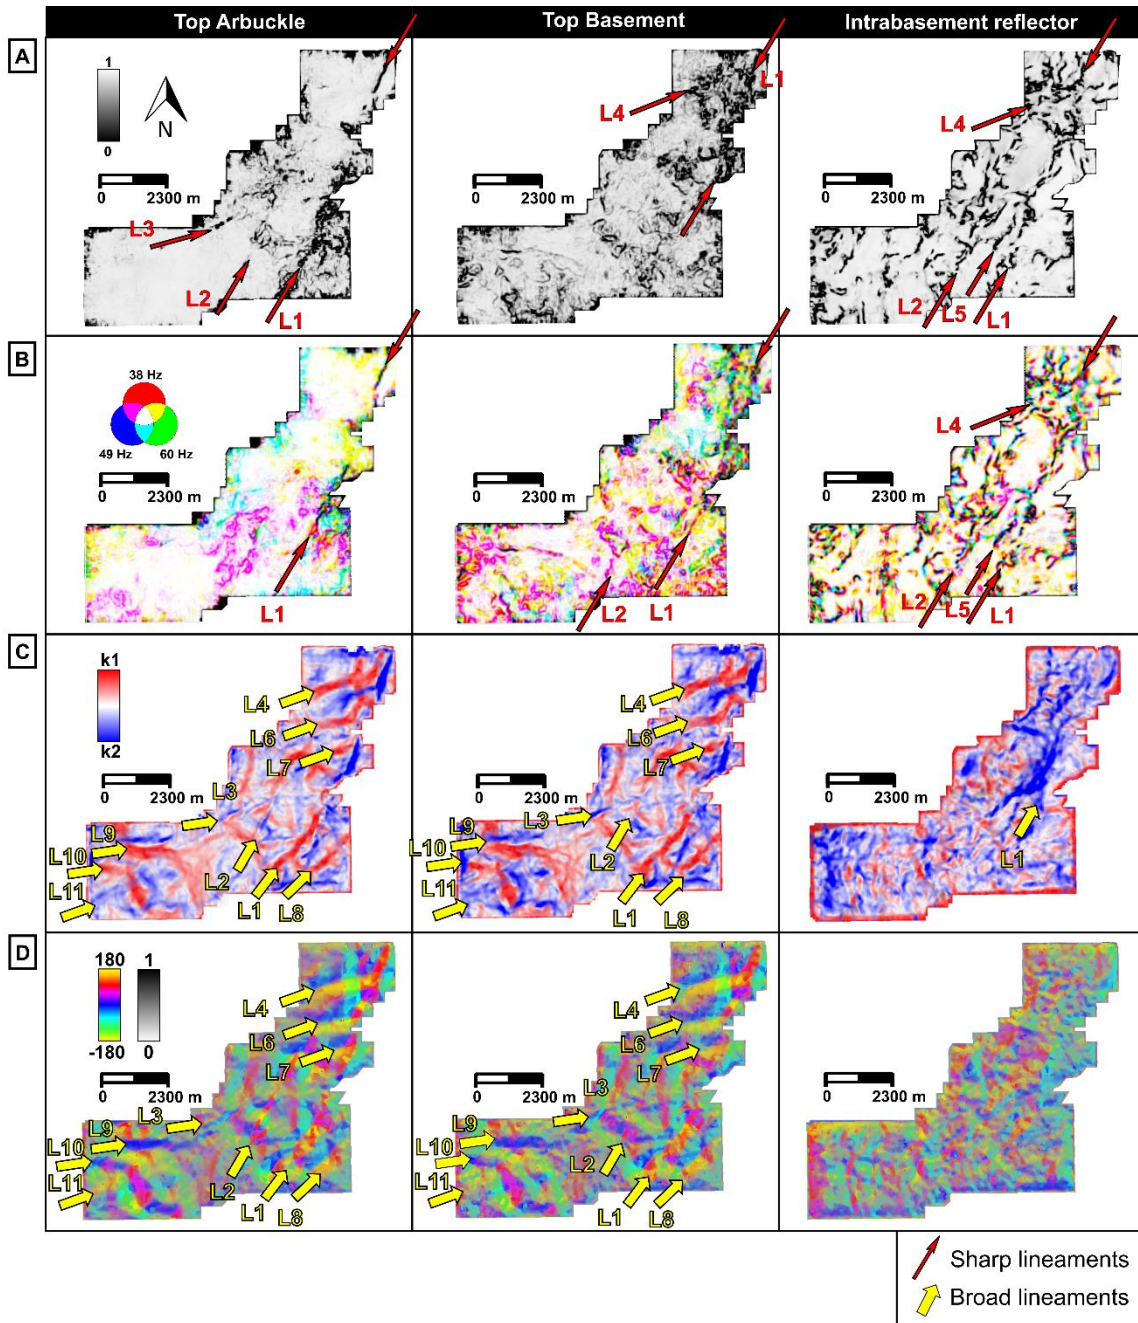 Top Arbuckle
Top Basement
Intrabasement reflector
A
1
0
N
0 2300 m
L3
L2
L1
L4
L1
0 2300 m
L4
0 2300 m
L2
L5
L1
B
38 Hz
49 Hz
60 Hz
0 2300 m
L1
0 2300 m
L2
L1
L4
0 2300 m
L2
L5
L1
C
k1
k2
0 2300 m
L4
L6
L7
L3
L9
L10
L11
L2
L1
L8
0 2300 m
L4
L6
L7
L3
L9
L10
L11
L2
L1
L8
0 2300 m
L1
D
180
-180
1
0
0 2300 m
L4
L6
L7
L3
L9
L10
L11
L2
L1
L8
0 2300 m
L4
L6
L7
L3
L9
L10
L11
L2
L1
L8
0 2300 m
Sharp lineaments
Broad lineaments